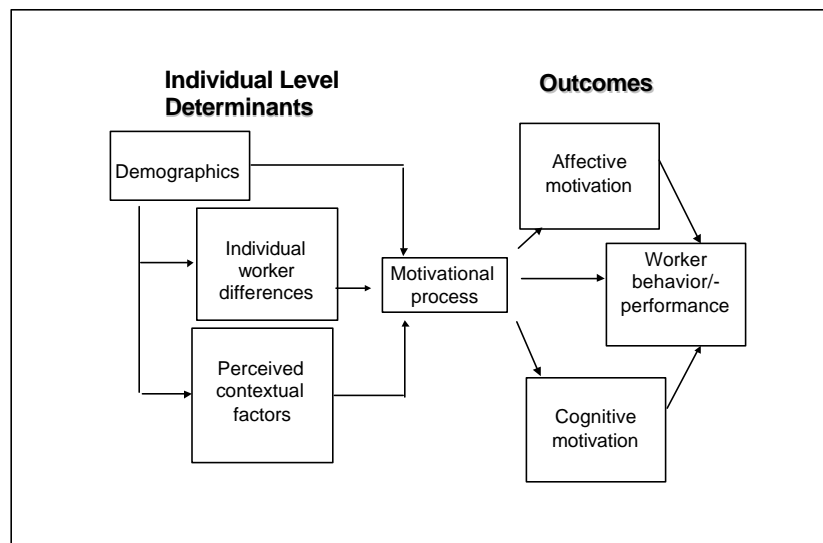 Individual Level
Determinants
Outcomes
Demographics
Individual
worker
differences
Perceived
contextual
factors
Motivational
process
Affective
motivation
Worker
behavior/-
performance
Cognitive
motivation